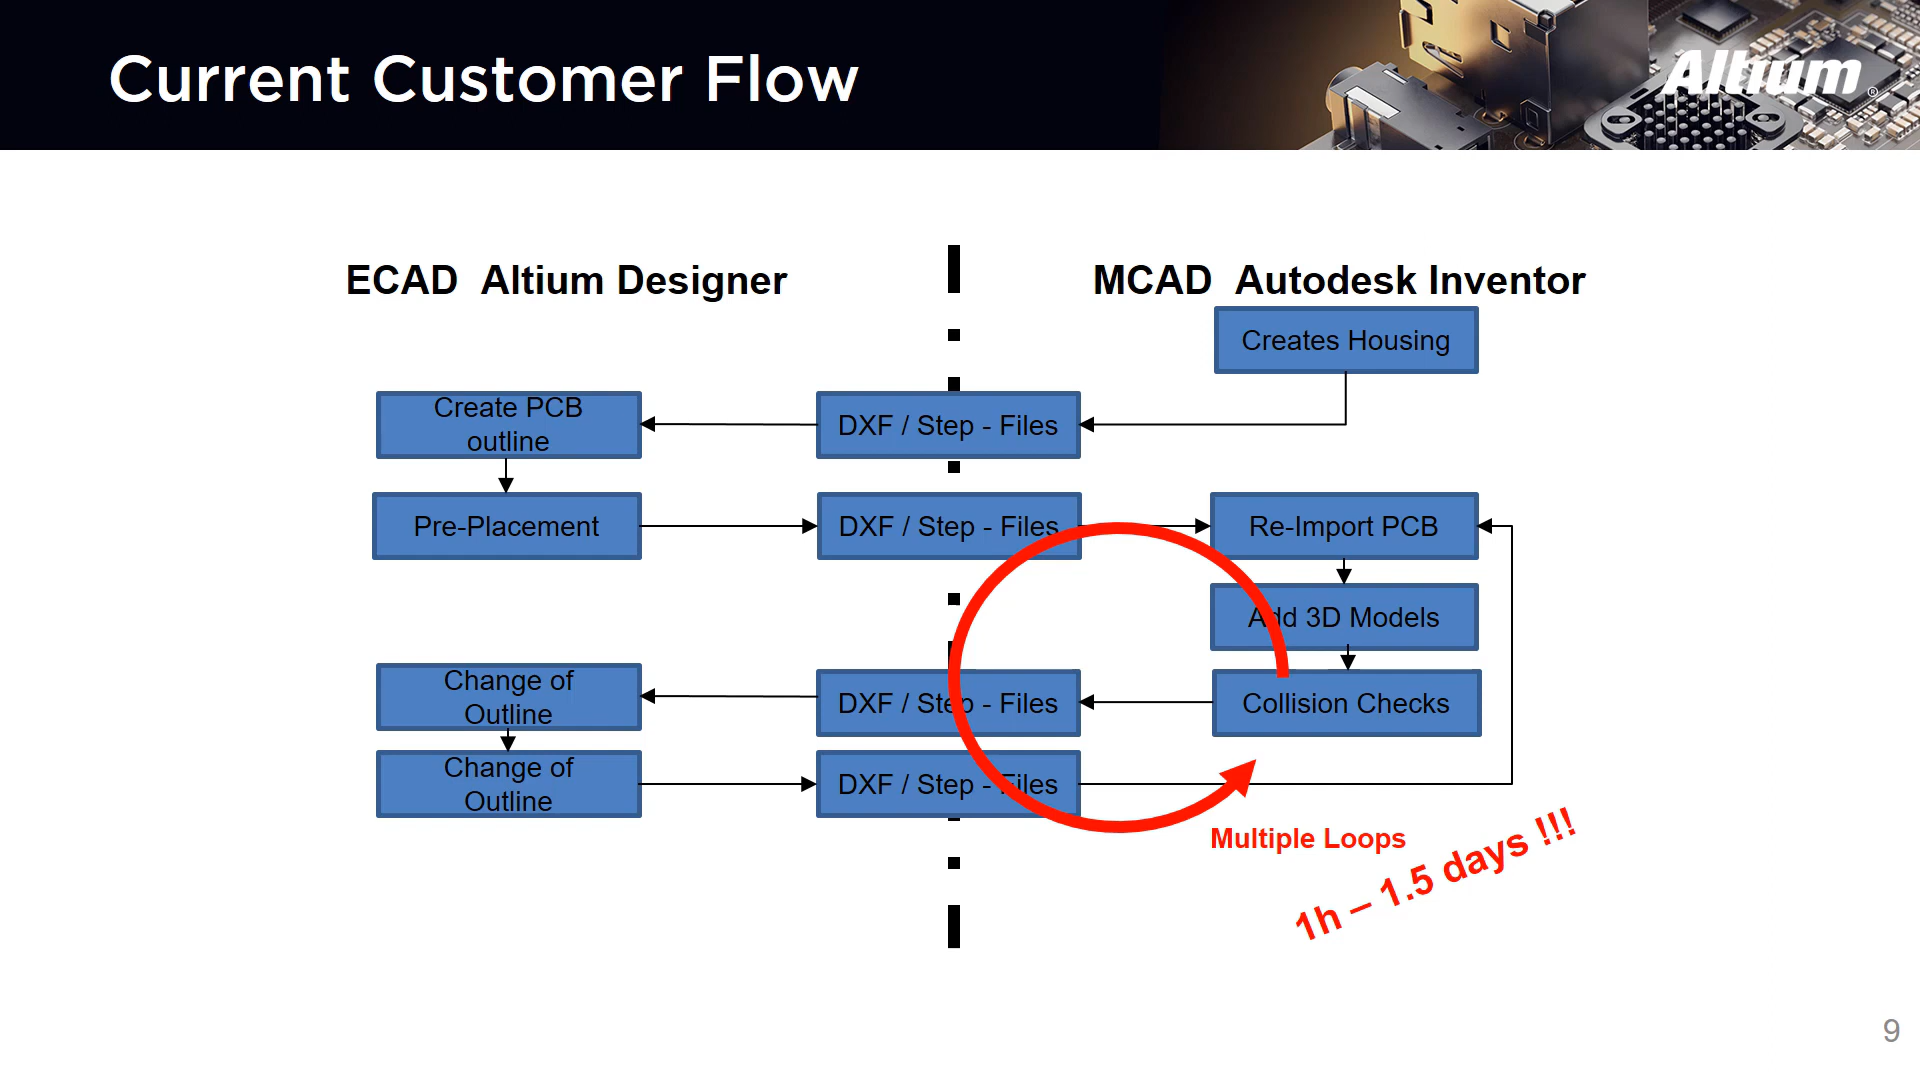 Current Customer Flow
Altium
®
ECAD Altium Designer
MCAD Autodesk Inventor
Creates Housing
Create PCB
outline
DXF / Step - Files
Pre-Placement
DXF / Step - Files
Re-Import PCB
Add 3D Models
Change of
Outline
DXF / Step - Files
Collision Checks
Change of
Outline
DXF / Step - Files
Multiple Loops
1h – 1.5 days !!!
9